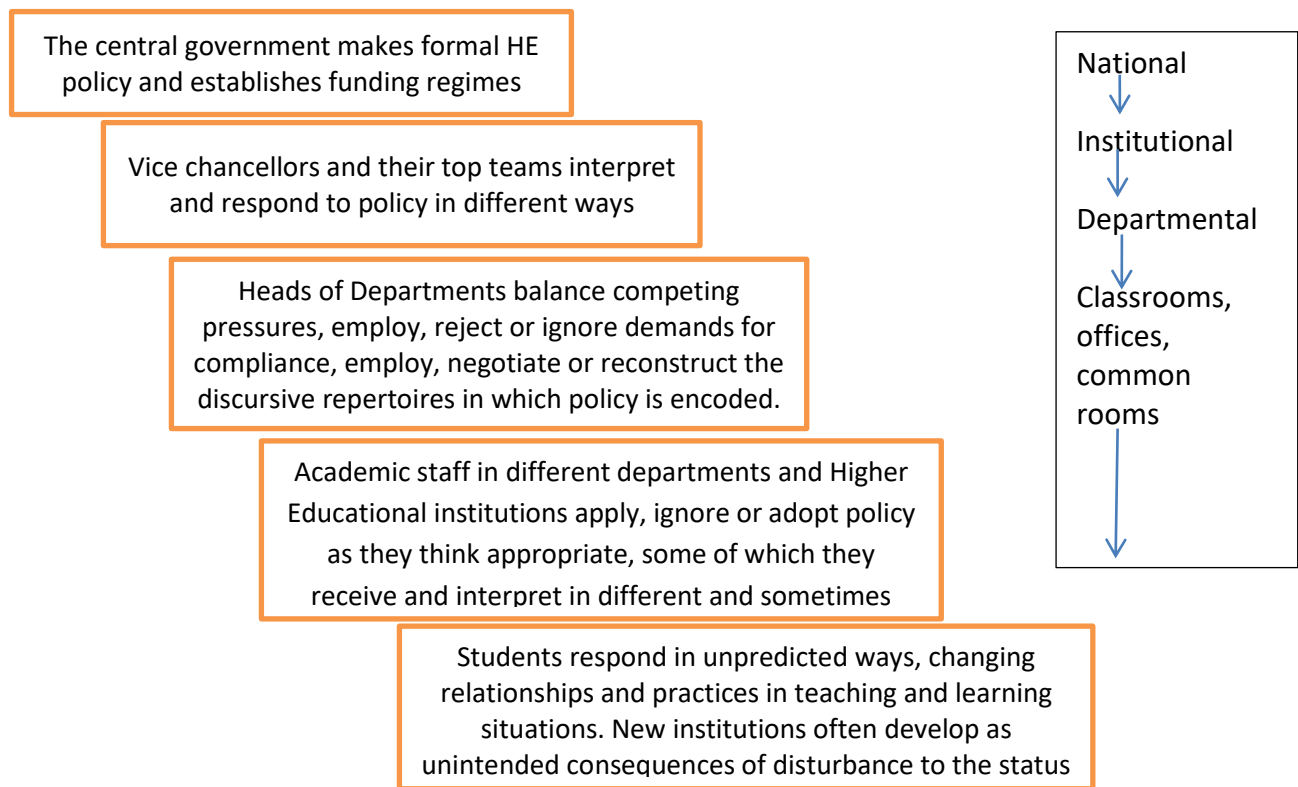 The central government makes formal HE
policy and establishes funding regimes
Vice chancellors and their top teams interpret
and respond to policy in different ways
Heads of Departments balance competing
pressures, employ, reject or ignore demands for
compliance, employ, negotiate or reconstruct the
discursive repertoires in which policy is encoded.
Academic staff in different departments and Higher
Educational institutions apply, ignore or adopt policy
as they think appropriate, some of which they
receive and interpret in different and sometimes
Students respond in unpredicted ways, changing
relationships and practices in teaching and learning
situations. New institutions often develop as
unintended consequences of disturbance to the status
National
Institutional
Departmental
Classrooms,
offices,
common
rooms